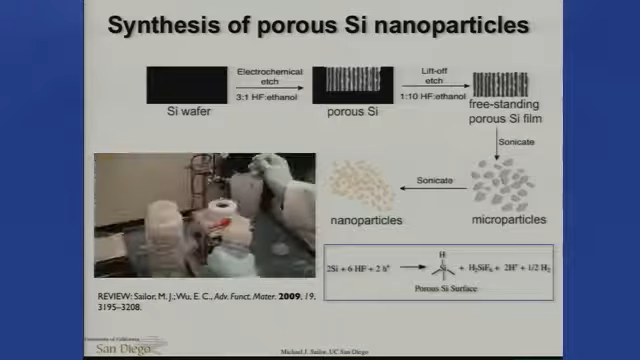 Synthesis of porous Si nanoparticles
Electrochemical
etch
3:1 HF:ethanol
Lift-off
etch
1:10 HF:ethanol
Si wafer
porous Si
free-standing
porous Si film
Sonicate
Sonicate
nanoparticles
microparticles
2Si + 6 HF + 2 h⁺
H
Si
+ H₂SiF₆ + 2H⁺ + 1/2 H₂
Porous Si Surface
REVIEW: Sailor, M. J.; Wu, E. C., Adv. Funct. Mater. 2009, 19,
3195–3208.
University of California
San Diego
Michael J. Sailor, UC San Diego